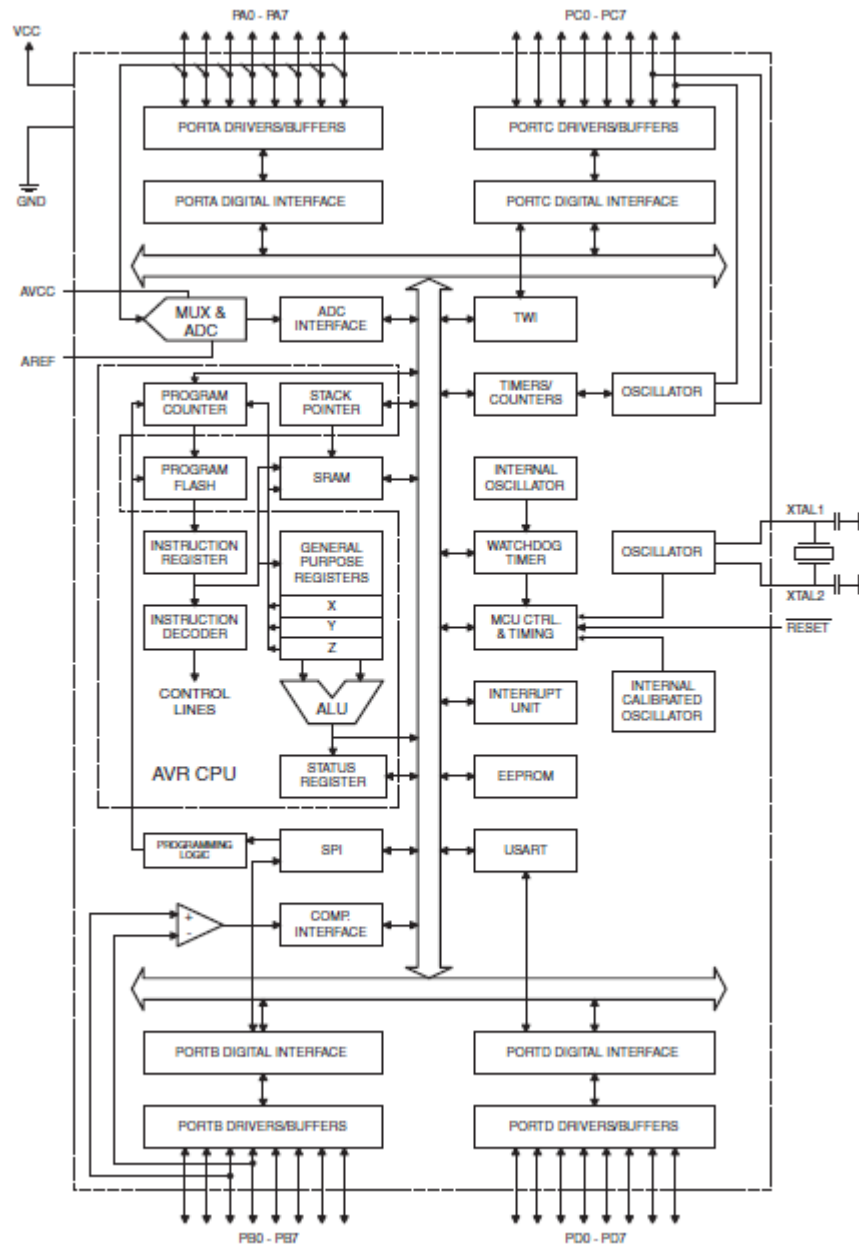 PA0 - PA7
PC0 - PC7
VCC
PORTA DRIVERS/BUFFERS
PORTC DRIVERS/BUFFERS
PORTA DIGITAL INTERFACE
PORTC DIGITAL INTERFACE
GND
AVCC
MUX &
ADC
ADC
INTERFACE
TWI
AREF
PROGRAM
COUNTER
STACK
POINTER
TIMERS/
COUNTERS
OSCILLATOR
PROGRAM
FLASH
SRAM
INTERNAL
OSCILLATOR
XTAL1
INSTRUCTION
REGISTER
GENERAL
PURPOSE
REGISTERS
WATCHDOG
TIMER
OSCILLATOR
XTAL2
X
INSTRUCTION
DECODER
Y
MCU CTRL.
& TIMING
RESET
Z
CONTROL
LINES
ALU
INTERRUPT
UNIT
INTERNAL
CALIBRATED
OSCILLATOR
AVR CPU
STATUS
REGISTER
EEPROM
PROGRAMMING
LOGIC
SPI
USART
+
-
COMP.
INTERFACE
PORTB DIGITAL INTERFACE
PORTD DIGITAL INTERFACE
PORTB DRIVERS/BUFFERS
PORTD DRIVERS/BUFFERS
PB0 - PB7
PD0 - PD7